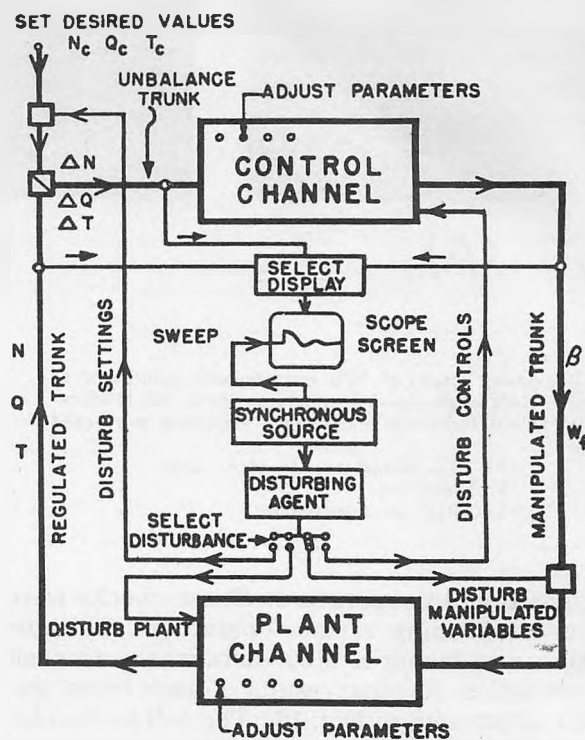 SET DESIRED VALUES
Nc Qc Tc
UNBALANCE
TRUNK
ADJUST PARAMETERS
CONTROL
CHANNEL
ΔN
ΔQ
ΔT
SELECT
DISPLAY
SWEEP
SCOPE
SCREEN
SYNCHRONOUS
SOURCE
DISTURBING
AGENT
SELECT
DISTURBANCE
N
Q
T
REGULATED TRUNK
DISTURB SETTINGS
DISTURB CONTROLS
MANIPULATED TRUNK
β
Wf
DISTURB PLANT
DISTURB
MANIPULATED
VARIABLES
PLANT
CHANNEL
ADJUST PARAMETERS